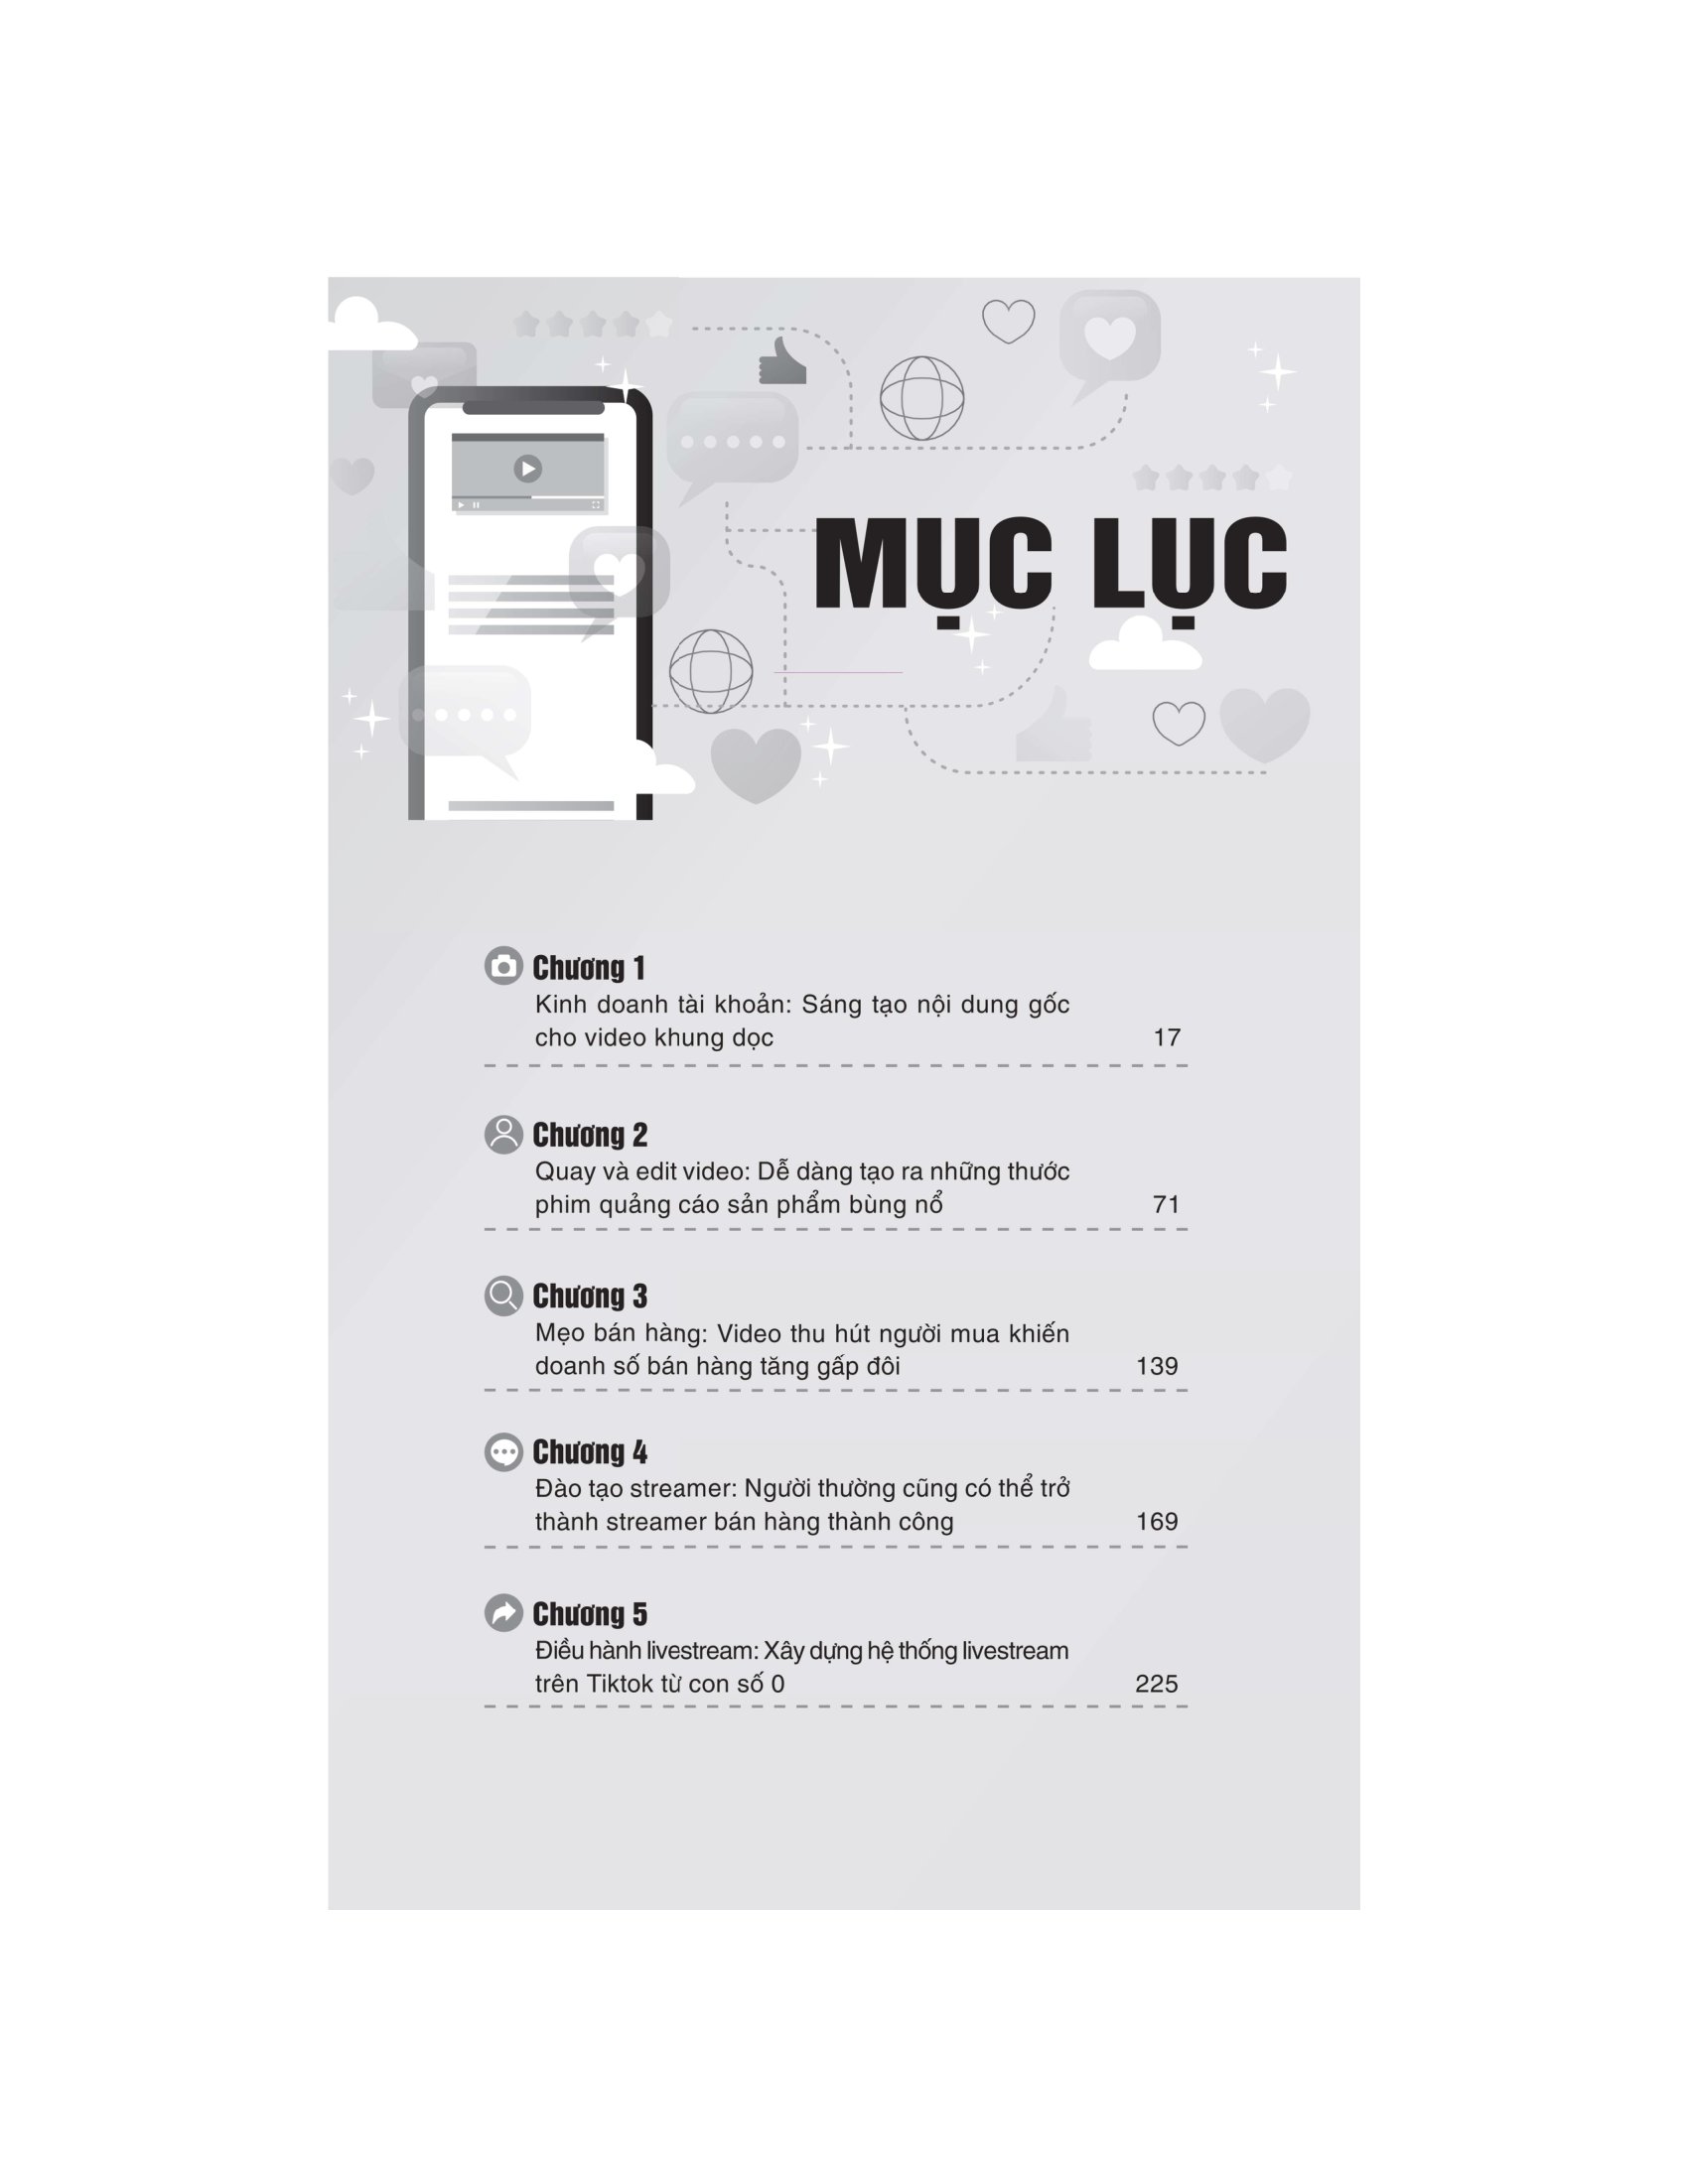 MỤC LỤC
Chương 1
Kinh doanh tài khoản: Sáng tạo nội dung gốc
cho video khung dọc 17
Chương 2
Quay và edit video: Dễ dàng tạo ra những thước
phim quảng cáo sản phẩm bùng nổ 71
Chương 3
Mẹo bán hàng: Video thu hút người mua khiến
doanh số bán hàng tăng gấp đôi 139
Chương 4
Đào tạo streamer: Người thường cũng có thể trở
thành streamer bán hàng thành công 169
Chương 5
Điều hành livestream: Xây dựng hệ thống livestream
trên Tiktok từ con số 0 225